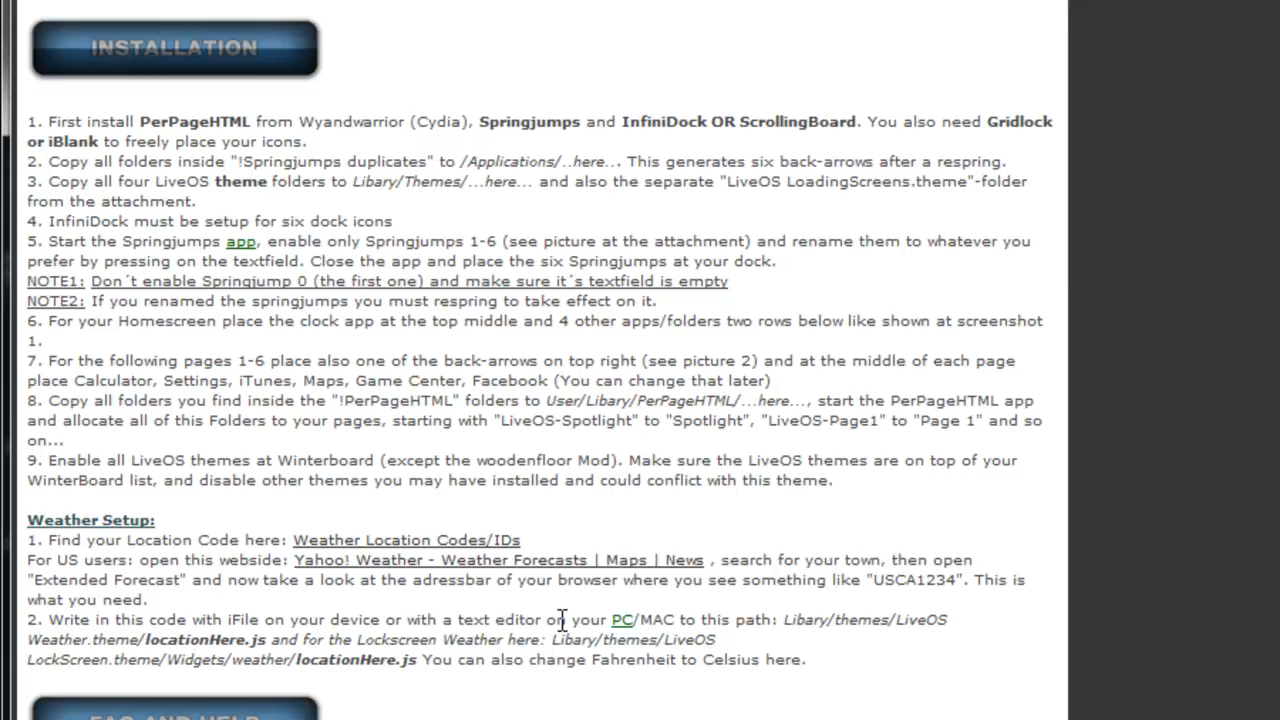 INSTALLATION
1. First install PerPageHTML from Wyandwarrior (Cydia), Springjumps and InfiniDock OR ScrollingBoard. You also need Gridlock
or iBlank to freely place your icons.
2. Copy all folders inside "!Springjumps duplicates" to /Applications/..here... This generates six back-arrows after a respring.
3. Copy all four LiveOS theme folders to Libary/Themes/...here... and also the separate "LiveOS LoadingScreens.theme"-folder
from the attachment.
4. InfiniDock must be setup for six dock icons
5. Start the Springjumps app, enable only Springjumps 1-6 (see picture at the attachment) and rename them to whatever you
prefer by pressing on the textfield. Close the app and place the six Springjumps at your dock.
NOTE1: Don´t enable Springjump 0 (the first one) and make sure it´s textfield is empty
NOTE2: If you renamed the springjumps you must respring to take effect on it.
6. For your Homescreen place the clock app at the top middle and 4 other apps/folders two rows below like shown at screenshot
1.
7. For the following pages 1-6 place also one of the back-arrows on top right (see picture 2) and at the middle of each page
place Calculator, Settings, iTunes, Maps, Game Center, Facebook (You can change that later)
8. Copy all folders you find inside the "!PerPageHTML" folders to User/Libary/PerPageHTML/...here..., start the PerPageHTML app
and allocate all of this Folders to your pages, starting with "LiveOS-Spotlight" to "Spotlight", "LiveOS-Page1" to "Page 1" and so
on...
9. Enable all LiveOS themes at Winterboard (except the woodenfloor Mod). Make sure the LiveOS themes are on top of your
WinterBoard list, and disable other themes you may have installed and could conflict with this theme.
Weather Setup:
1. Find your Location Code here: Weather Location Codes/IDs
For US users: open this webside: Yahoo! Weather - Weather Forecasts | Maps | News , search for your town, then open
"Extended Forecast" and now take a look at the adressbar of your browser where you see something like "USCA1234". This is
what you need.
2. Write in this code with iFile on your device or with a text editor on your PC/MAC to this path: Libary/themes/LiveOS
Weather.theme/locationHere.js and for the Lockscreen Weather here: Libary/themes/LiveOS
LockScreen.theme/Widgets/weather/locationHere.js You can also change Fahrenheit to Celsius here.
FAQ AND HELP